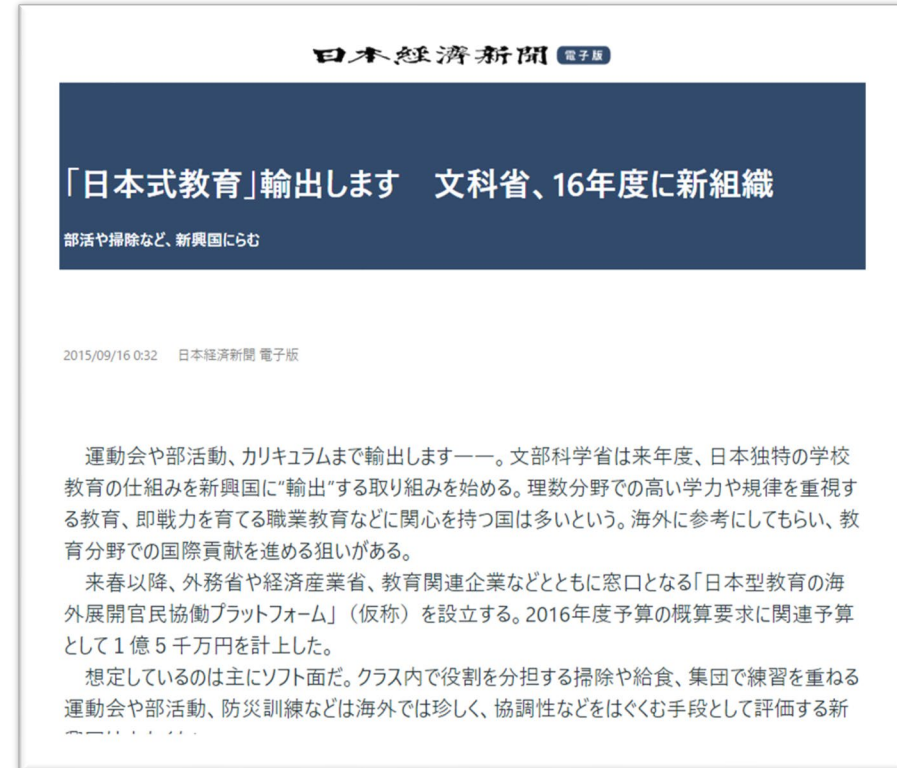 日本経済新聞 電子版
「日本式教育」輸出します　文科省、16年度に新組織
部活や掃除など、新興国にらむ
2015/09/16 0:32　日本経済新聞 電子版
　運動会や部活動、カリキュラムまで輸出します――。文部科学省は来年度、日本独特の学校
教育の仕組みを新興国に“輸出”する取り組みを始める。理数分野での高い学力や規律を重視す
る教育、即戦力を育てる職業教育などに関心を持つ国は多いという。海外に参考にしてもらい、教
育分野での国際貢献を進める狙いがある。
　来春以降、外務省や経済産業省、教育関連企業などとともに窓口となる「日本型教育の海
外展開官民協働プラットフォーム」（仮称）を設立する。2016年度予算の概算要求に関連予算
として１億５千万円を計上した。
　想定しているのは主にソフト面だ。クラス内で役割を分担する掃除や給食、集団で練習を重ねる
運動会や部活動、防災訓練などは海外では珍しく、協調性などをはぐくむ手段として評価する新